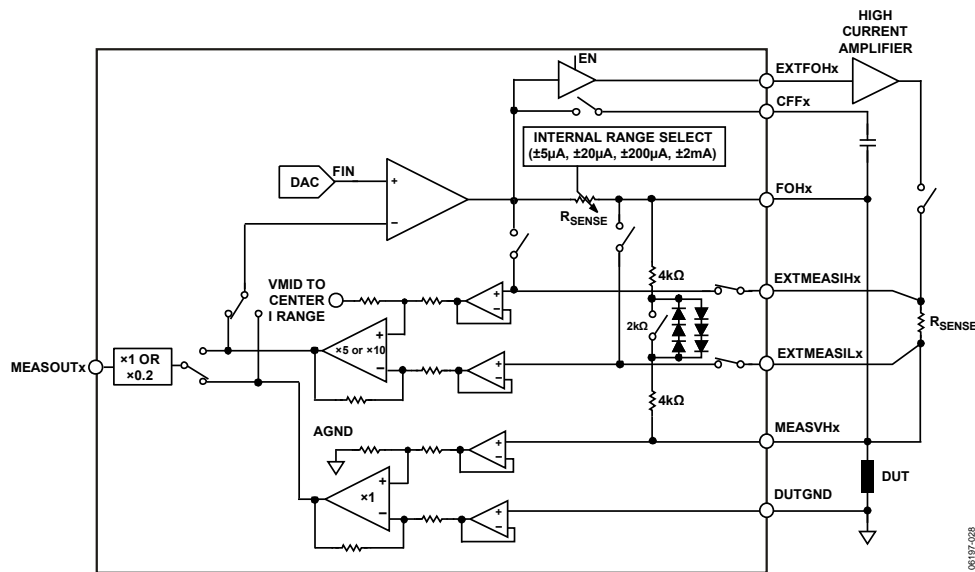 HIGH
CURRENT
AMPLIFIER
EN
EXTFOHx
CFFx
INTERNAL RANGE SELECT
(±5µA, ±20µA, ±200µA, ±2mA)
DAC
FIN
+
–
FOHx
RSENSE
4kΩ
VMID TO
CENTER
I RANGE
+
–
EXTMEASIHx
2kΩ
RSENSE
+
×5 or ×10
–
MEASOUTx
×1 OR
×0.2
+
–
EXTMEASILx
4kΩ
AGND
+
–
MEASVHx
+
×1
–
DUT
+
–
DUTGND
06197-028